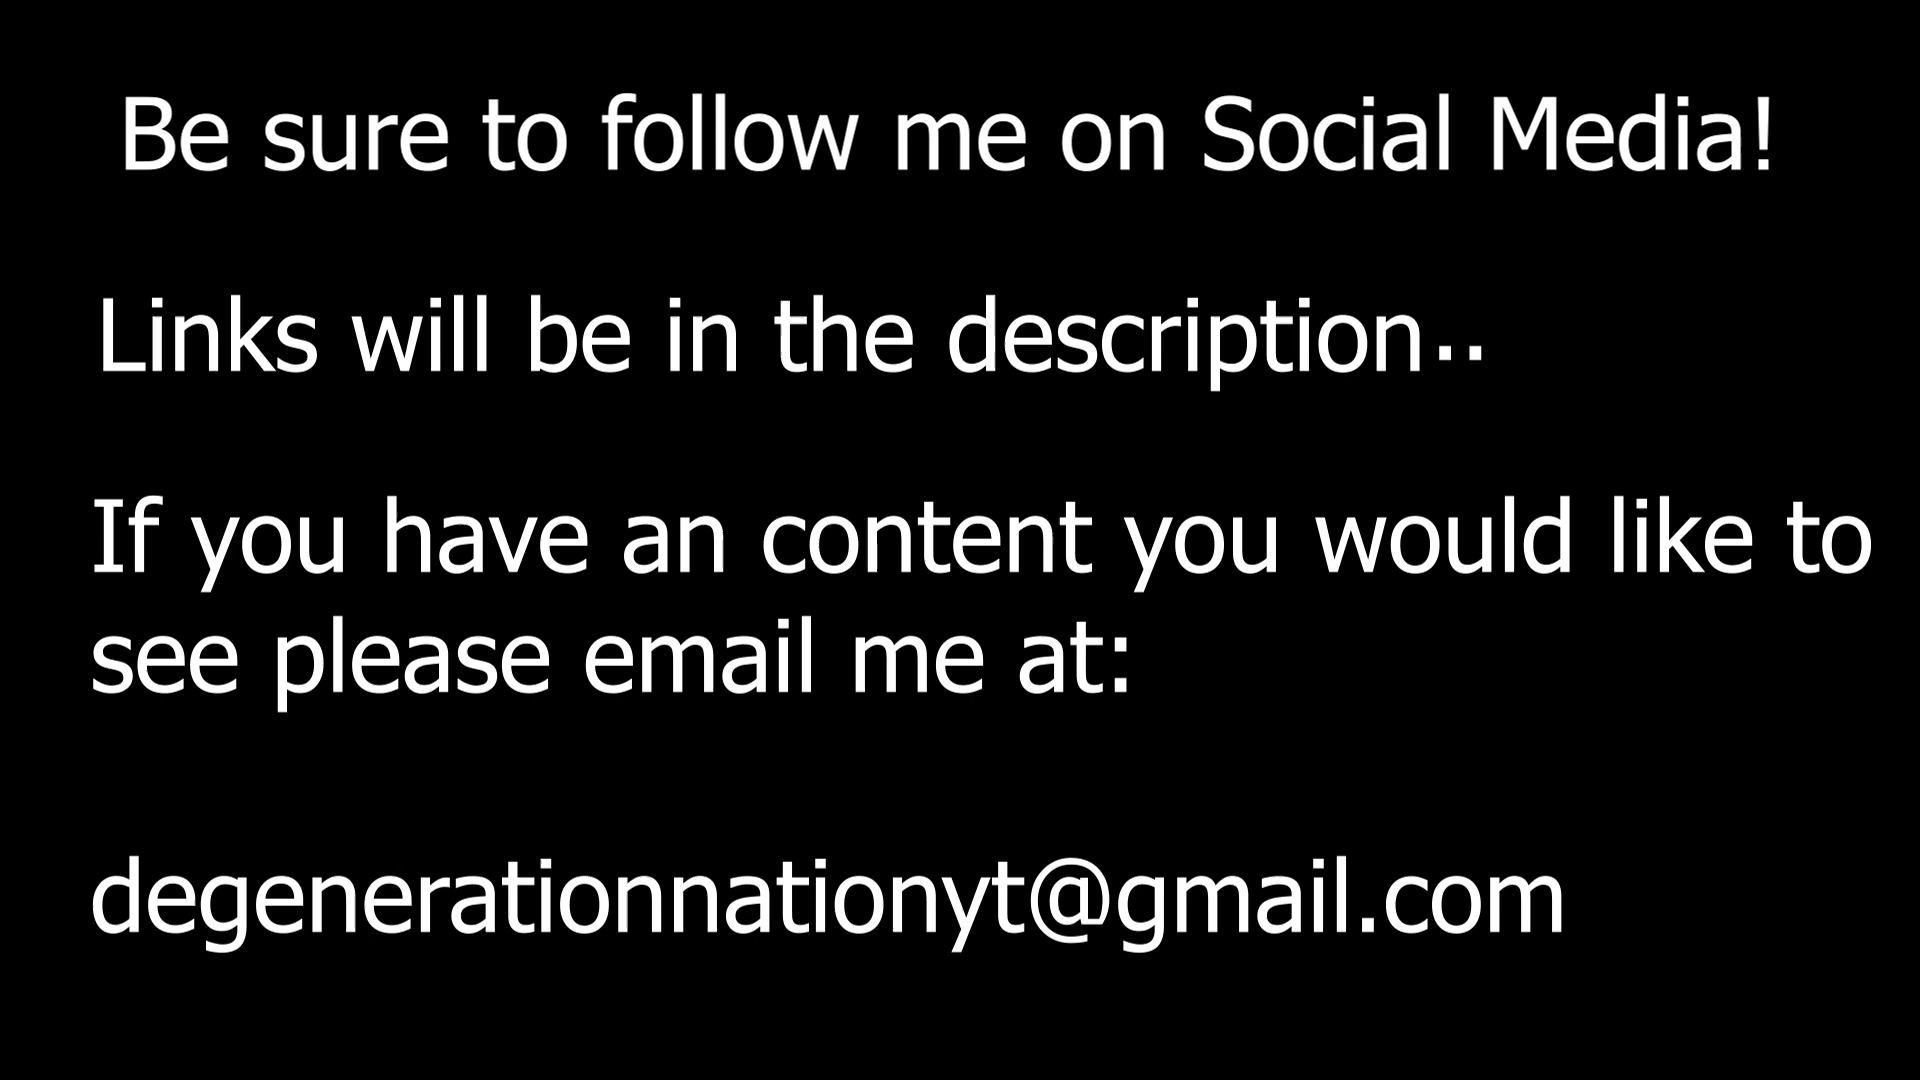 Be sure to follow me on Social Media!
Links will be in the description..
If you have an content you would like to
see please email me at:
degenerationnationyt@gmail.com